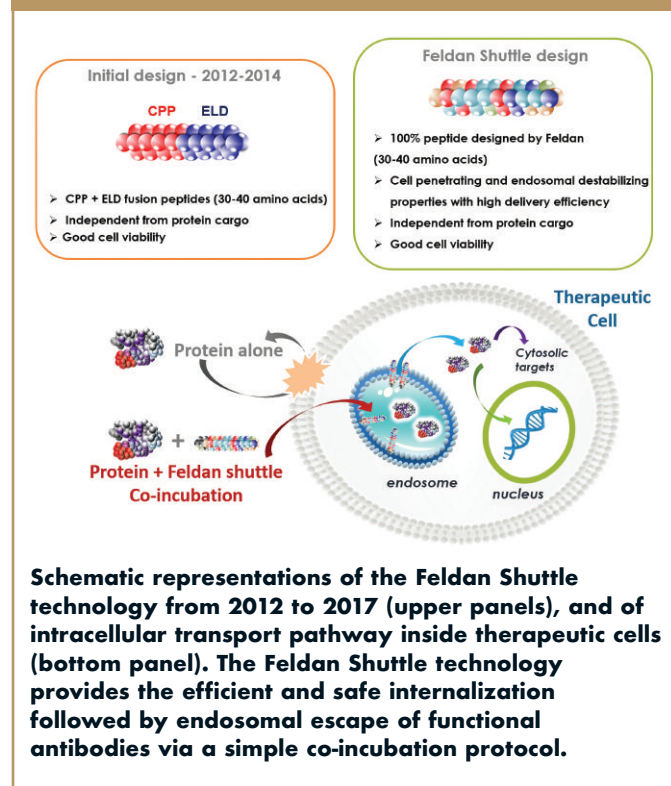 Initial design - 2012-2014
CPP ELD
➤ CPP + ELD fusion peptides (30-40 amino acids)
➤ Independent from protein cargo
➤ Good cell viability
Feldan Shuttle design
➤ 100% peptide designed by Feldan
(30-40 amino acids)
➤ Cell penetrating and endosomal destabilizing
properties with high delivery efficiency
➤ Independent from protein cargo
➤ Good cell viability
Therapeutic
Cell
Protein alone
Cytosolic
targets
+
Protein + Feldan shuttle
Co-incubation
endosome
nucleus
Schematic representations of the Feldan Shuttle
technology from 2012 to 2017 (upper panels), and of
intracellular transport pathway inside therapeutic cells
(bottom panel). The Feldan Shuttle technology
provides the efficient and safe internalization
followed by endosomal escape of functional
antibodies via a simple co-incubation protocol.